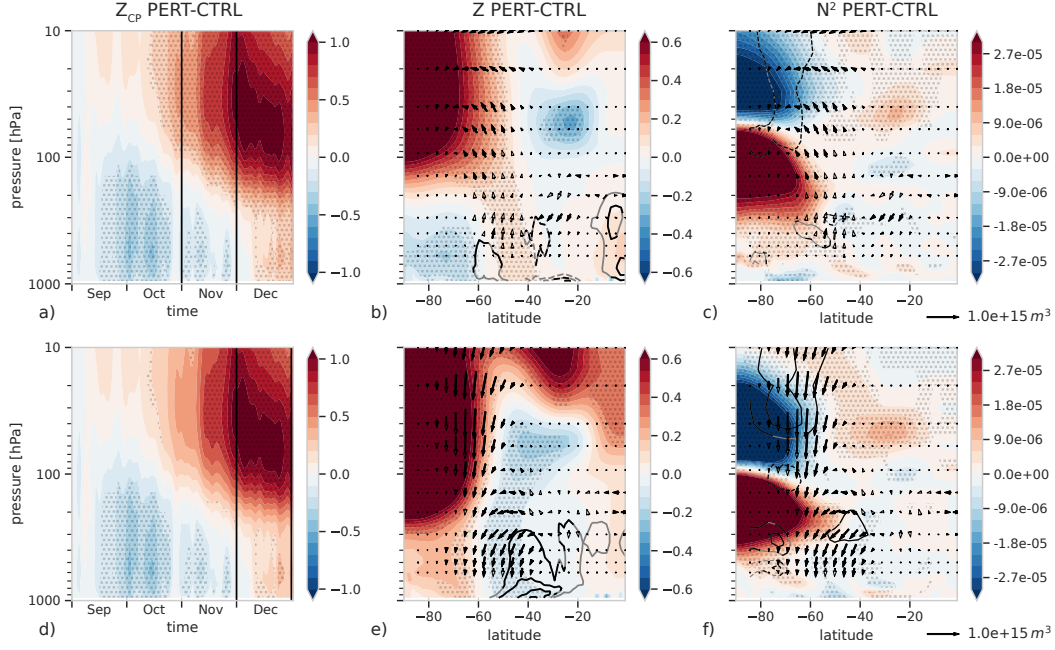 Z_CP PERT-CTRL
Z PERT-CTRL
N² PERT-CTRL
10
100
1000
pressure [hPa]
Sep
Oct
Nov
Dec
time
a)
1.0
0.5
0.0
−0.5
−1.0
−80
−60
−40
−20
latitude
b)
0.6
0.4
0.2
0.0
−0.2
−0.4
−0.6
−80
−60
−40
−20
latitude
c)
2.7e-05
1.8e-05
9.0e-06
0.0e+00
-9.0e-06
-1.8e-05
-2.7e-05
1.0e+15 m³
10
100
1000
pressure [hPa]
Sep
Oct
Nov
Dec
time
d)
1.0
0.5
0.0
−0.5
−1.0
−80
−60
−40
−20
latitude
e)
0.6
0.4
0.2
0.0
−0.2
−0.4
−0.6
−80
−60
−40
−20
latitude
f)
2.7e-05
1.8e-05
9.0e-06
0.0e+00
-9.0e-06
-1.8e-05
-2.7e-05
1.0e+15 m³